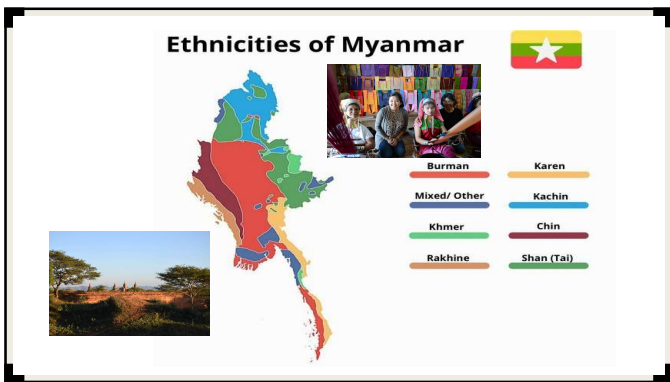 Ethnicities of Myanmar
Burman Karen
Mixed/ Other Kachin
Khmer Chin
Rakhine Shan (Tai)